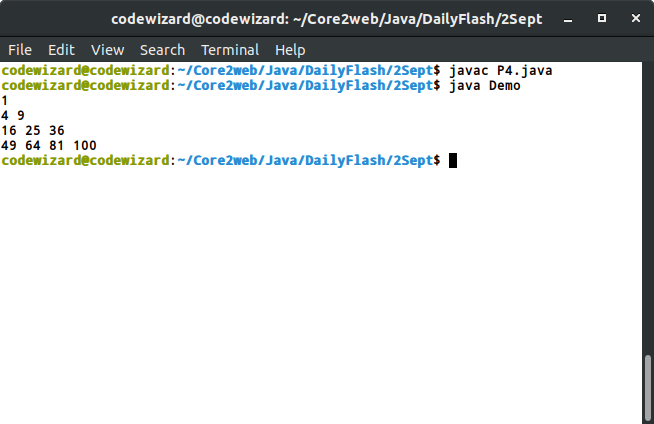 codewizard@codewizard: ~/Core2web/Java/DailyFlash/2Sept
File Edit View Search Terminal Help
codewizard@codewizard:~/Core2web/Java/DailyFlash/2Sept$ javac P4.java
codewizard@codewizard:~/Core2web/Java/DailyFlash/2Sept$ java Demo
1
4 9
16 25 36
49 64 81 100
codewizard@codewizard:~/Core2web/Java/DailyFlash/2Sept$